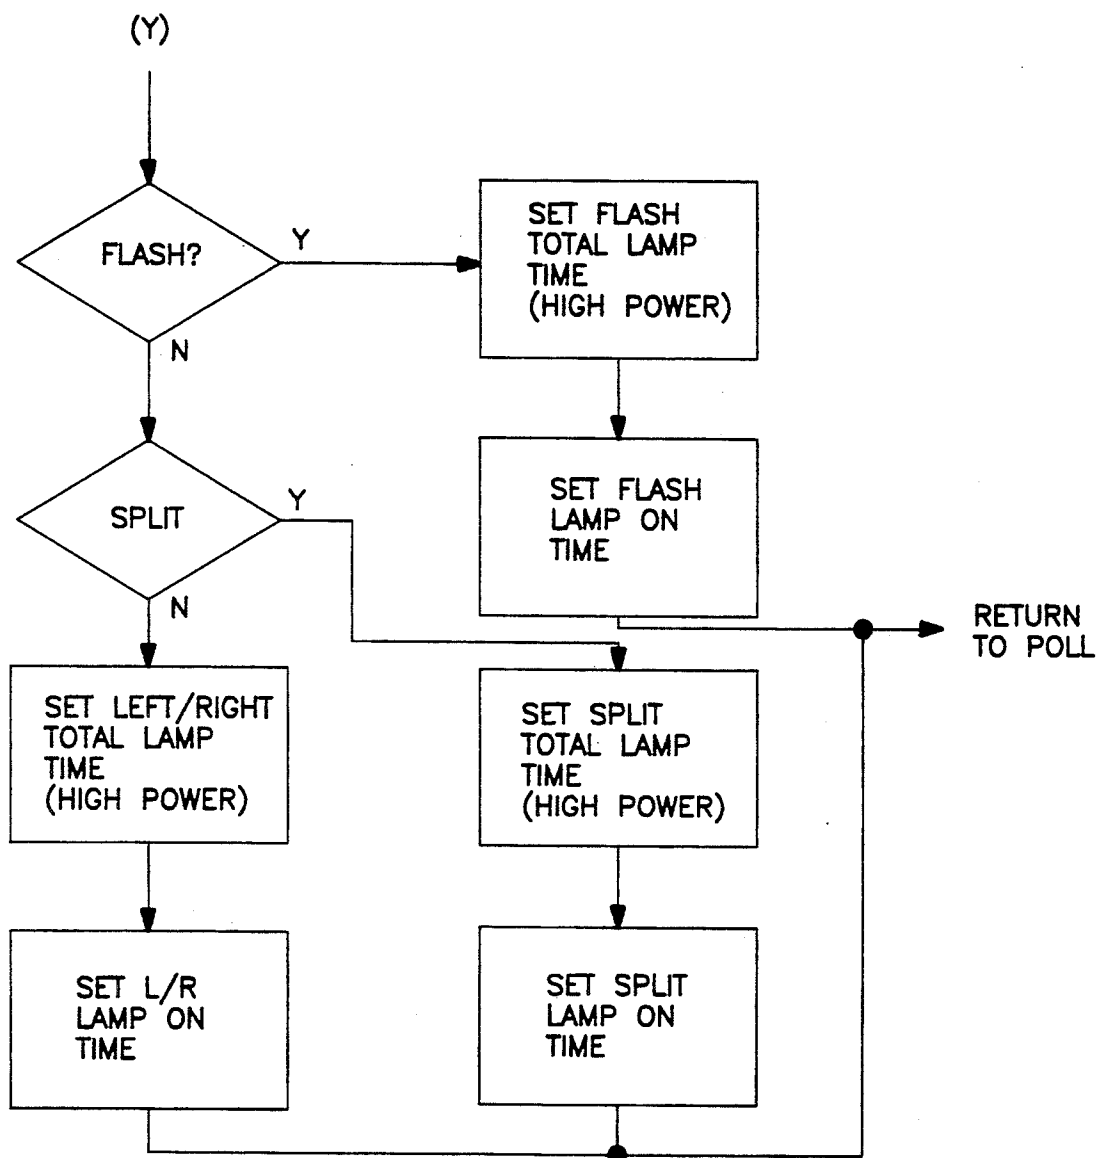 (Y)
FLASH?
Y
N
SET FLASH
TOTAL LAMP
TIME
(HIGH POWER)
SET FLASH
LAMP ON
TIME
SPLIT
Y
N
RETURN
TO POLL
SET LEFT/RIGHT
TOTAL LAMP
TIME
(HIGH POWER)
SET SPLIT
TOTAL LAMP
TIME
(HIGH POWER)
SET L/R
LAMP ON
TIME
SET SPLIT
LAMP ON
TIME